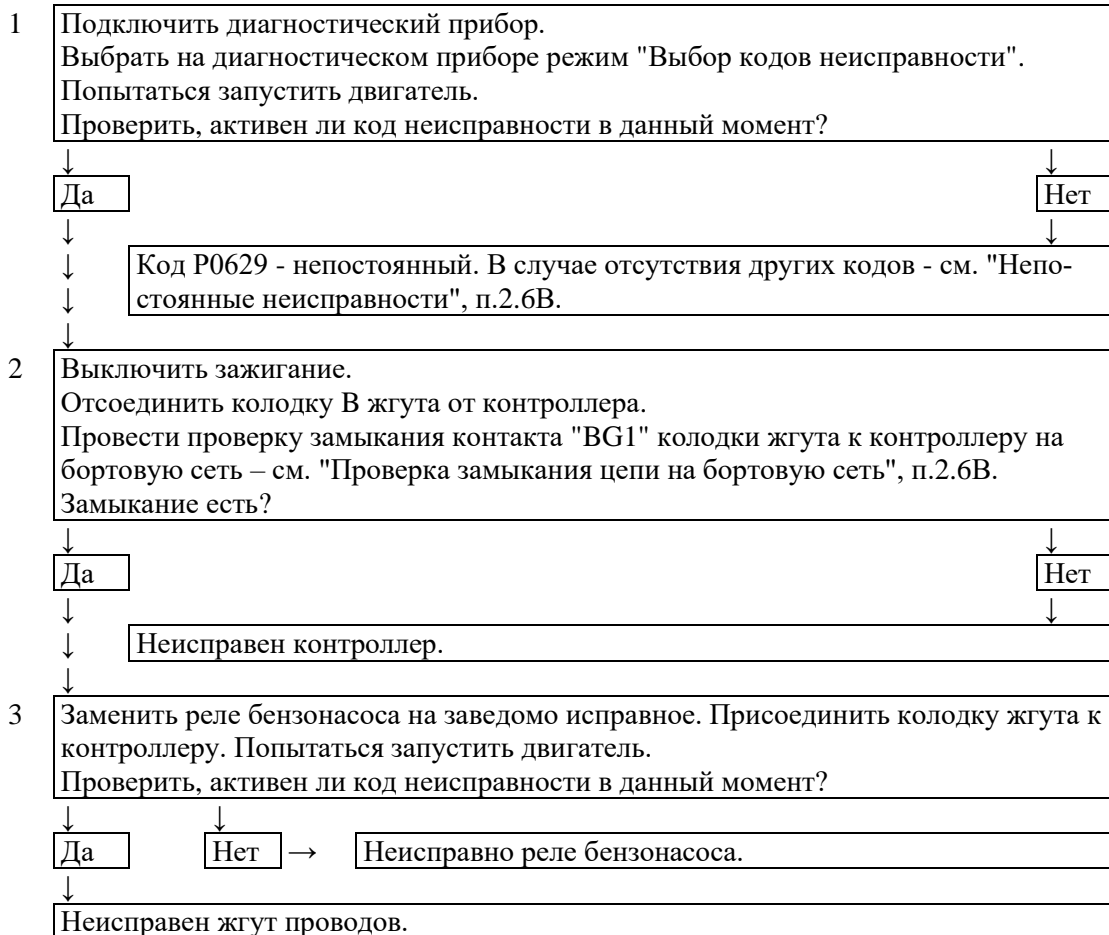 1 Подключить диагностический прибор.
Выбрать на диагностическом приборе режим "Выбор кодов неисправности".
Попытаться запустить двигатель.
Проверить, активен ли код неисправности в данный момент?
↓ ↓
Да Нет
↓ ↓
↓ Код Р0629 - непостоянный. В случае отсутствия других кодов - см. "Непо-
↓ стоянные неисправности", п.2.6В.
↓
2 Выключить зажигание.
Отсоединить колодку В жгута от контроллера.
Провести проверку замыкания контакта "BG1" колодки жгута к контроллеру на
бортовую сеть – см. "Проверка замыкания цепи на бортовую сеть", п.2.6В.
Замыкание есть?
↓ ↓
Да Нет
↓ ↓
↓ Неисправен контроллер.
↓
3 Заменить реле бензонасоса на заведомо исправное. Присоединить колодку жгута к
контроллеру. Попытаться запустить двигатель.
Проверить, активен ли код неисправности в данный момент?
↓ ↓
Да Нет → Неисправно реле бензонасоса.
↓
Неисправен жгут проводов.